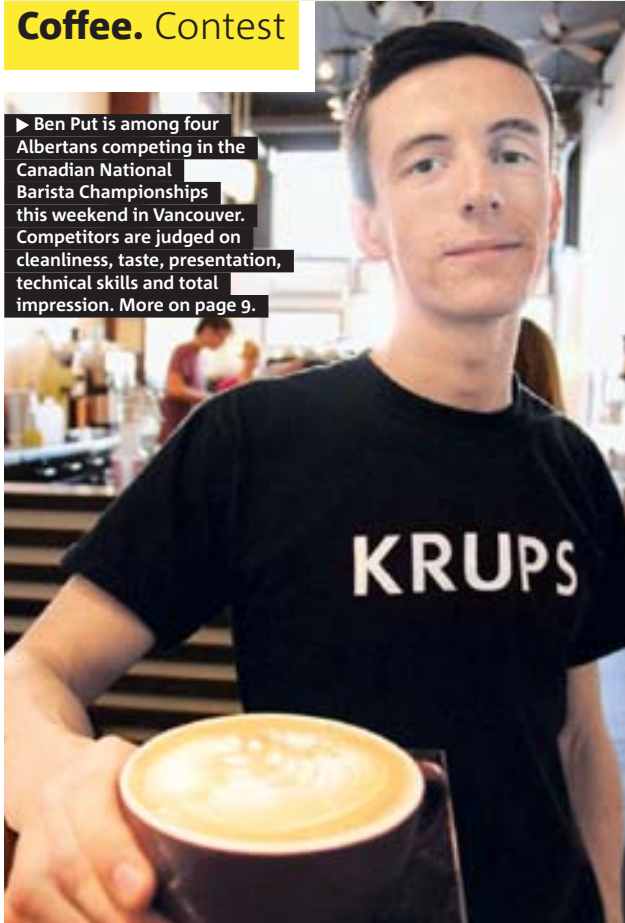 Coffee. Contest
▶ Ben Put is among four
Albertans competing in the
Canadian National
Barista Championships
this weekend in Vancouver.
Competitors are judged on
cleanliness, taste, presentation,
technical skills and total
impression. More on page 9.
KRUPS